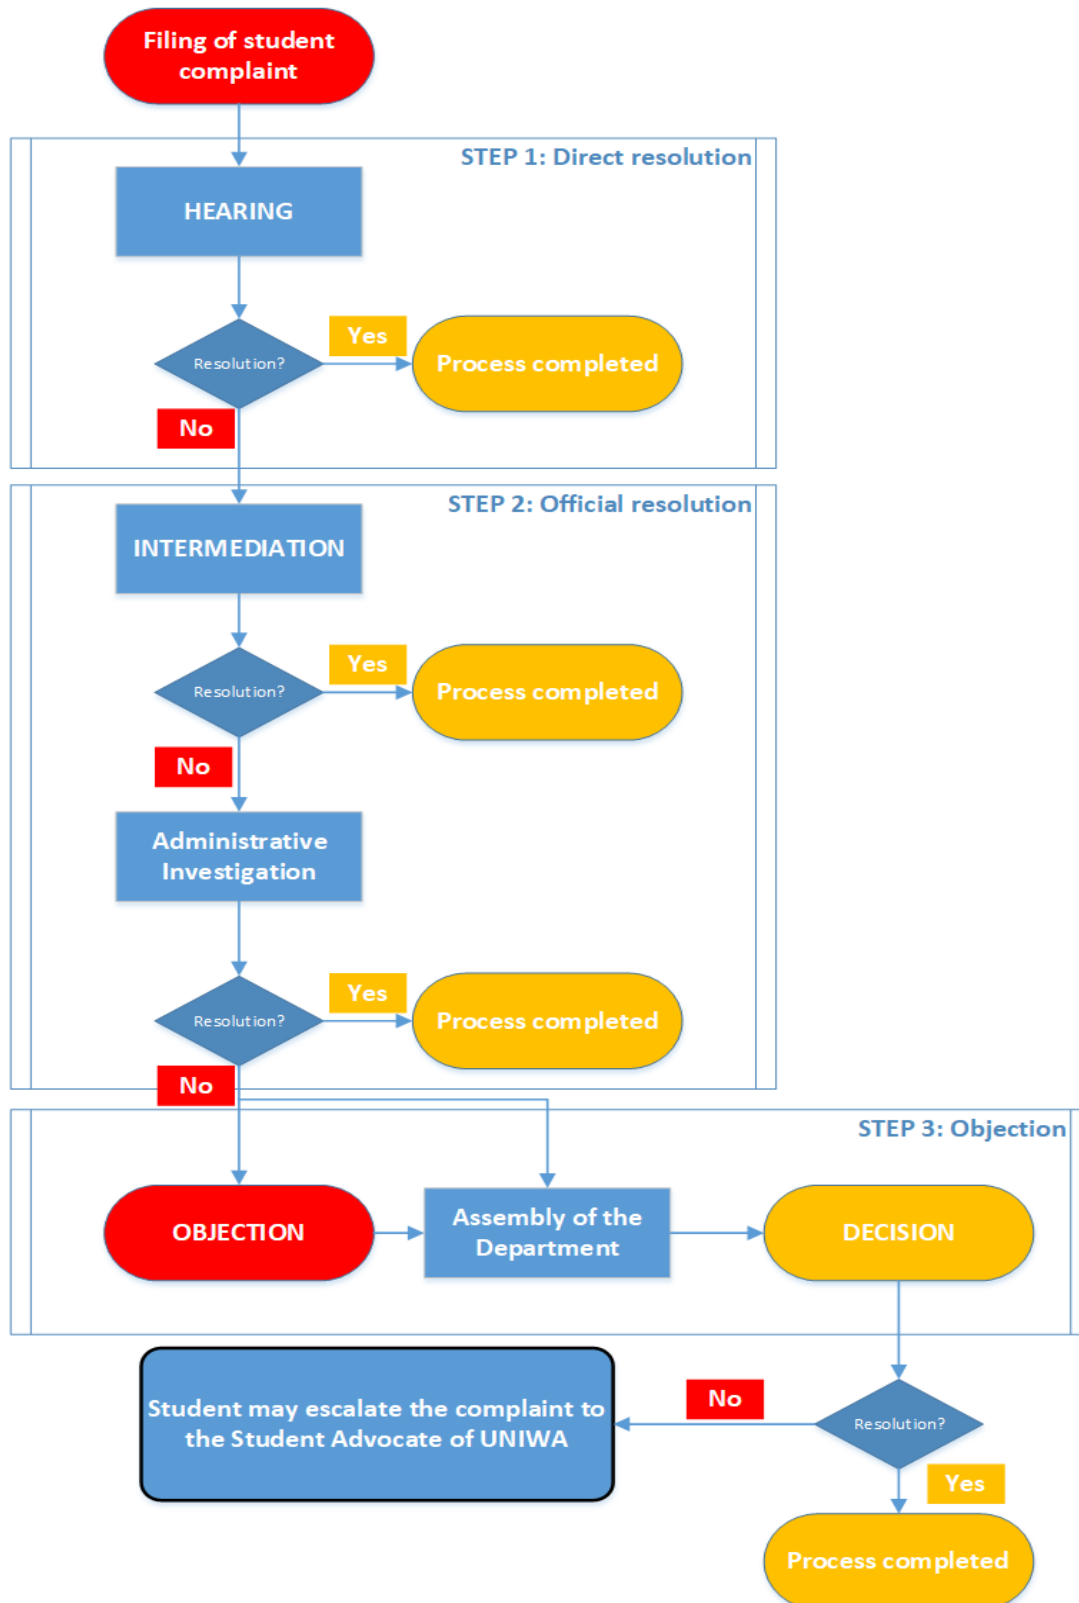 Filing of student
complaint
STEP 1: Direct resolution
HEARING
Yes
Resolution?
Process completed
No
STEP 2: Official resolution
INTERMEDIATION
Yes
Resolution?
Process completed
No
Administrative
Investigation
Yes
Resolution?
Process completed
No
STEP 3: Objection
OBJECTION
Assembly of the
Department
DECISION
Student may escalate the complaint to
the Student Advocate of UNIWA
No
Resolution?
Yes
Process completed